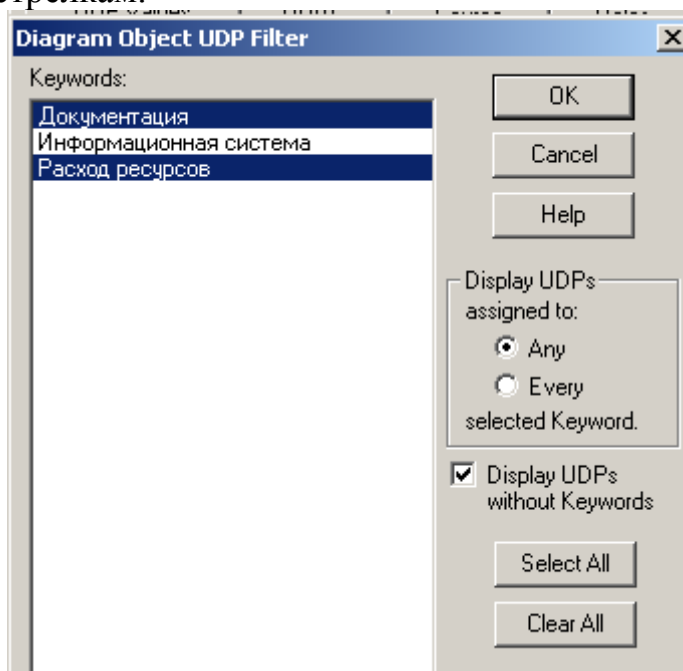 стрелкам.
Diagram Object UDP Filter
Keywords:
Документация
Информационная система
Расход ресурсов
OK
Cancel
Help
Display UDPs
assigned to:
Any
Every
selected Keyword.
Display UDPs
without Keywords
Select All
Clear All